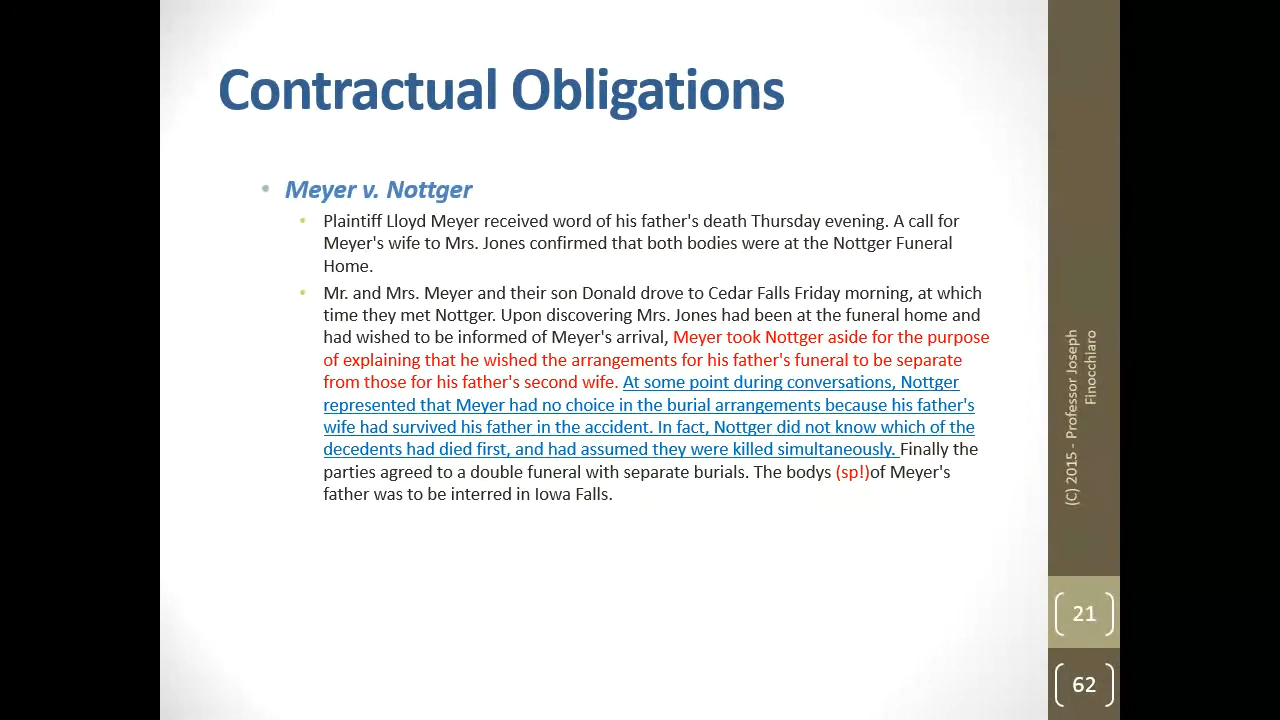 Contractual Obligations
• Meyer v. Nottger
• Plaintiff Lloyd Meyer received word of his father's death Thursday evening. A call for
Meyer's wife to Mrs. Jones confirmed that both bodies were at the Nottger Funeral
Home.
• Mr. and Mrs. Meyer and their son Donald drove to Cedar Falls Friday morning, at which
time they met Nottger. Upon discovering Mrs. Jones had been at the funeral home and
had wished to be informed of Meyer's arrival, Meyer took Nottger aside for the purpose
of explaining that he wished the arrangements for his father's funeral to be separate
from those for his father's second wife. At some point during conversations, Nottger
represented that Meyer had no choice in the burial arrangements because his father's
wife had survived his father in the accident. In fact, Nottger did not know which of the
decedents had died first, and had assumed they were killed simultaneously. Finally the
parties agreed to a double funeral with separate burials. The bodys (sp!)of Meyer's
father was to be interred in Iowa Falls.
(C) 2015 - Professor Joseph
Finocchiaro
21
62